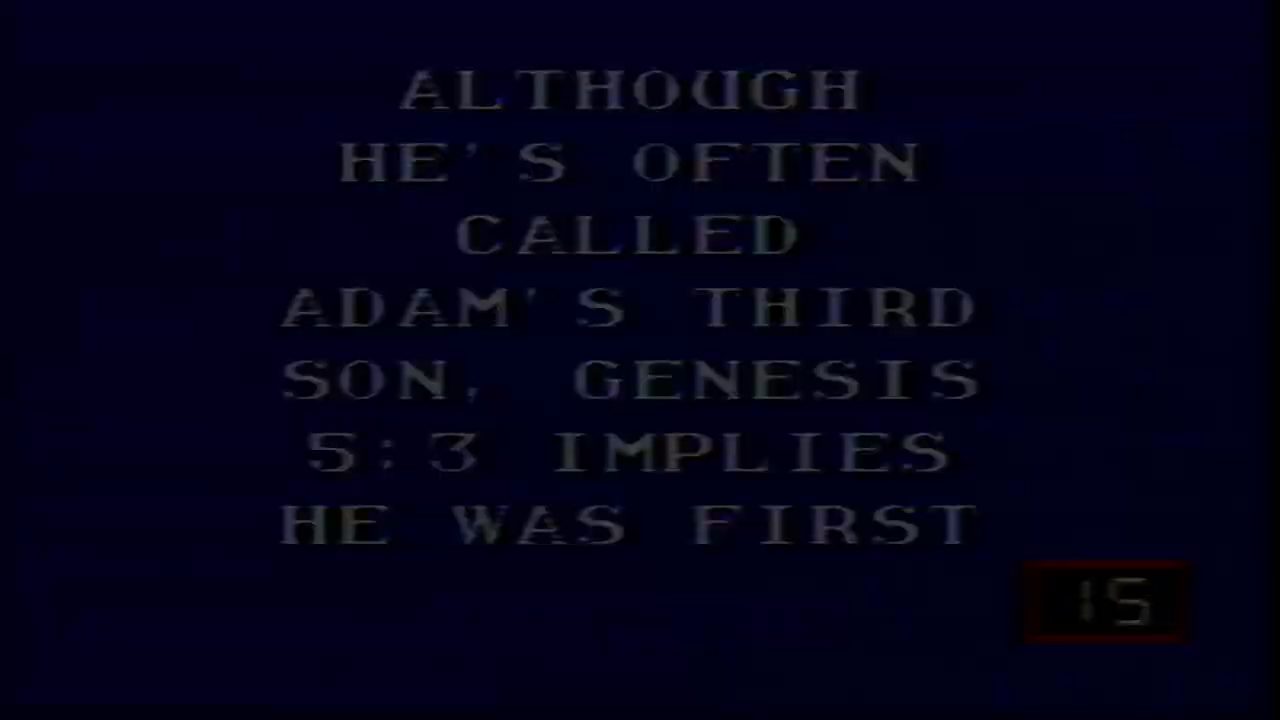 ALTHOUGH
HE'S OFTEN
CALLED
ADAM'S THIRD
SON, GENESIS
5:3 IMPLIES
HE WAS FIRST
15